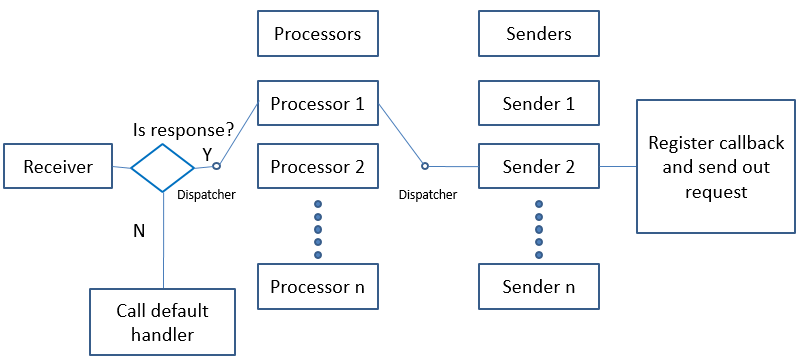 Processors
Senders
Processor 1
Sender 1
Is response?
Y
Receiver
Register callback
and send out
request
Processor 2
Sender 2
Dispatcher
Dispatcher
N
Processor n
Sender n
Call default
handler